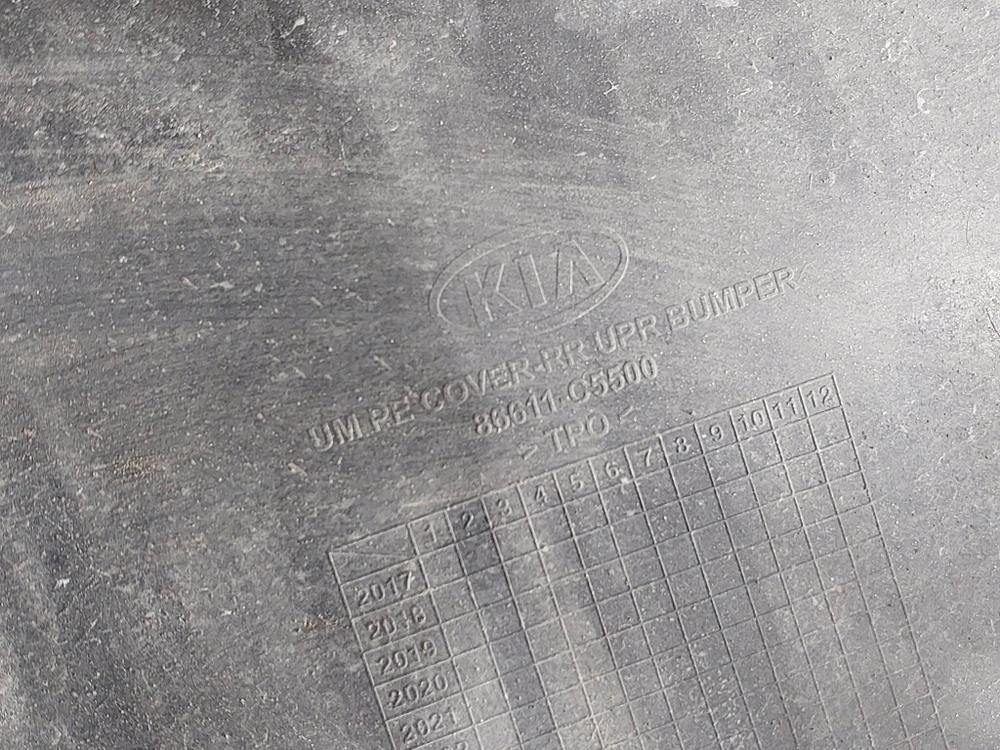 KIA
UM PE COVER-RR UPR BUMPER
86611-C5500
> TPO <
1 2 3 4 5 6 7 8 9 10 11 12
2017
2018
2019
2020
2021